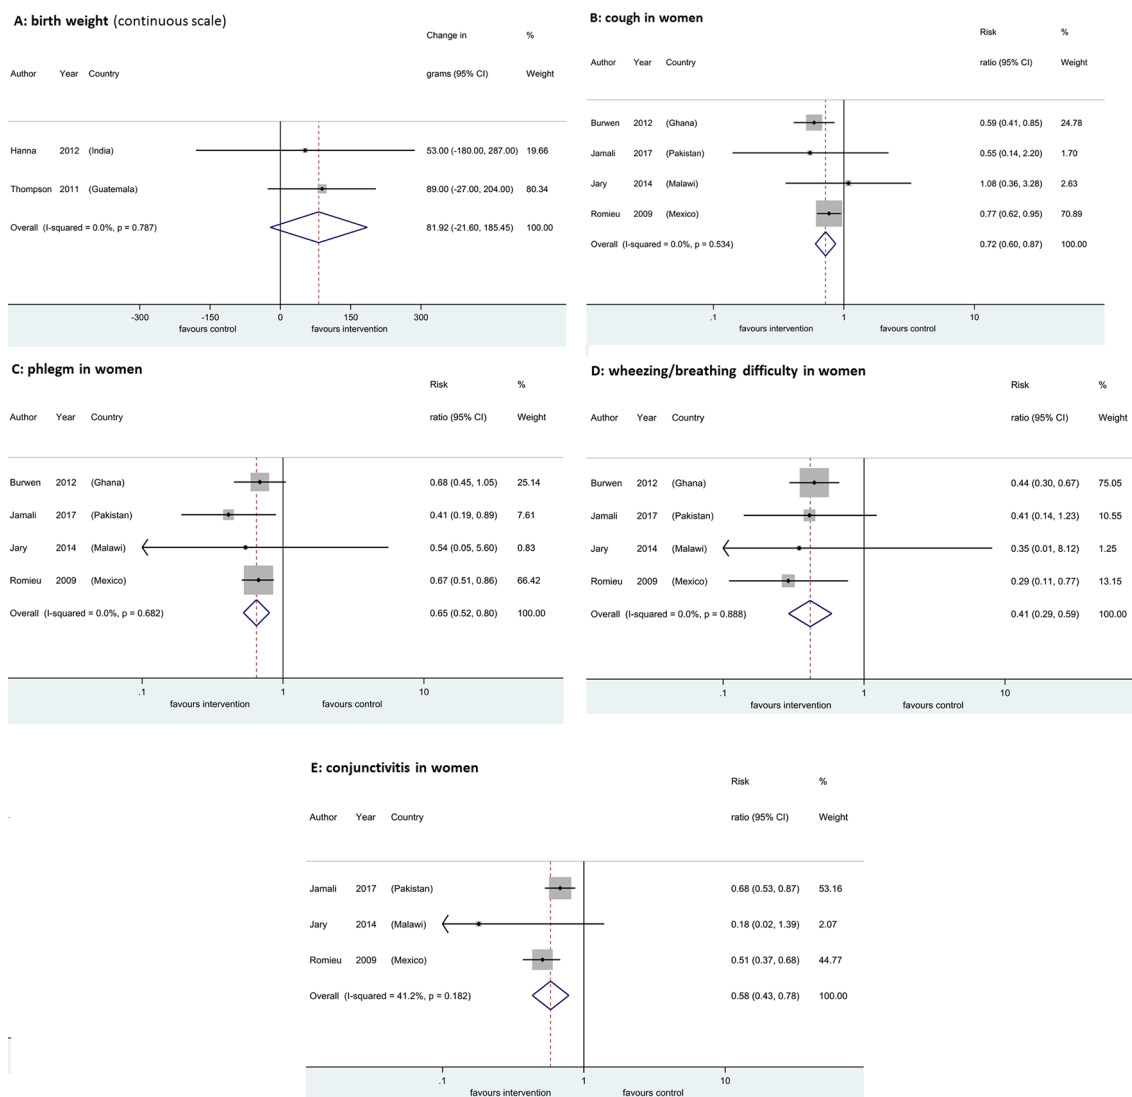 A: birth weight (continuous scale)
Change in %
Author Year Country grams (95% CI) Weight
Hanna 2012 (India) 53.00 (-180.00, 287.00) 19.66
Thompson 2011 (Guatemala) 89.00 (-27.00, 204.00) 80.34
Overall (I-squared = 0.0%, p = 0.787) 81.92 (-21.60, 185.45) 100.00
-300 -150 0 150 300
favours control favours intervention
B: cough in women
Risk %
Author Year Country ratio (95% CI) Weight
Burwen 2012 (Ghana) 0.59 (0.41, 0.85) 24.78
Jamali 2017 (Pakistan) 0.55 (0.14, 2.20) 1.70
Jary 2014 (Malawi) 1.08 (0.36, 3.28) 2.63
Romieu 2009 (Mexico) 0.77 (0.62, 0.95) 70.89
Overall (I-squared = 0.0%, p = 0.534) 0.72 (0.60, 0.87) 100.00
.1 1 10
favours intervention favours control
C: phlegm in women
Risk %
Author Year Country ratio (95% CI) Weight
Burwen 2012 (Ghana) 0.68 (0.45, 1.05) 25.14
Jamali 2017 (Pakistan) 0.41 (0.19, 0.89) 7.61
Jary 2014 (Malawi) 0.54 (0.05, 5.60) 0.83
Romieu 2009 (Mexico) 0.67 (0.51, 0.86) 66.42
Overall (I-squared = 0.0%, p = 0.682) 0.65 (0.52, 0.80) 100.00
.1 1 10
favours intervention favours control
D: wheezing/breathing difficulty in women
Risk %
Author Year Country ratio (95% CI) Weight
Burwen 2012 (Ghana) 0.44 (0.30, 0.67) 75.05
Jamali 2017 (Pakistan) 0.41 (0.14, 1.23) 10.55
Jary 2014 (Malawi) 0.35 (0.01, 8.12) 1.25
Romieu 2009 (Mexico) 0.29 (0.11, 0.77) 13.15
Overall (I-squared = 0.0%, p = 0.888) 0.41 (0.29, 0.59) 100.00
.1 1 10
favours intervention favours control
E: conjunctivitis in women
Risk %
Author Year Country ratio (95% CI) Weight
Jamali 2017 (Pakistan) 0.68 (0.53, 0.87) 53.16
Jary 2014 (Malawi) 0.18 (0.02, 1.39) 2.07
Romieu 2009 (Mexico) 0.51 (0.37, 0.68) 44.77
Overall (I-squared = 41.2%, p = 0.182) 0.58 (0.43, 0.78) 100.00
.1 1 10
favours intervention favours control